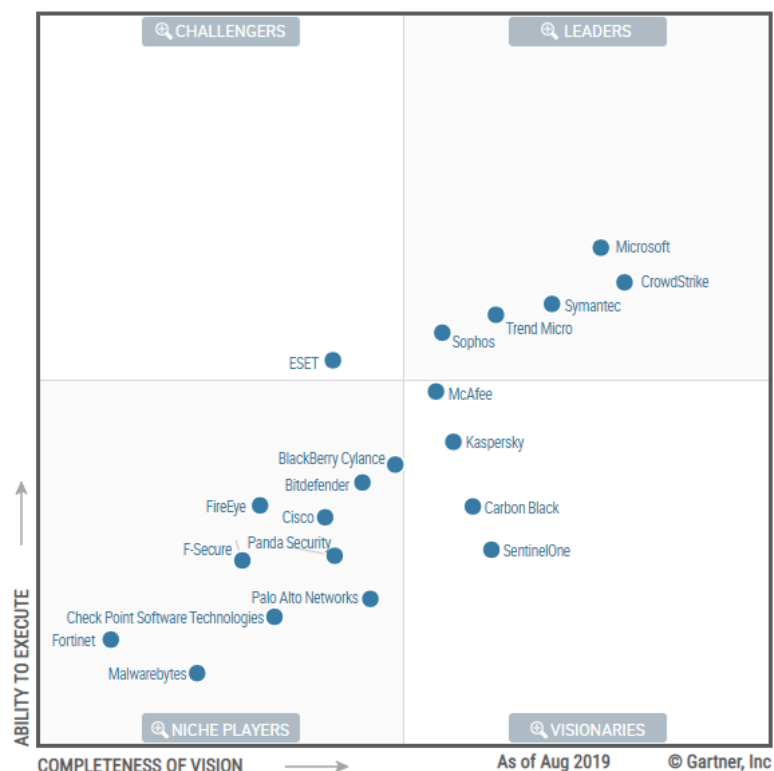 CHALLENGERS
LEADERS
Microsoft
CrowdStrike
Symantec
Trend Micro
Sophos
ESET
McAfee
Kaspersky
BlackBerry Cylance
Bitdefender
FireEye
Cisco
Carbon Black
Panda Security
F-Secure
SentinelOne
Palo Alto Networks
Check Point Software Technologies
Fortinet
Malwarebytes
NICHE PLAYERS
VISIONARIES
ABILITY TO EXECUTE
COMPLETENESS OF VISION
As of Aug 2019
© Gartner, Inc